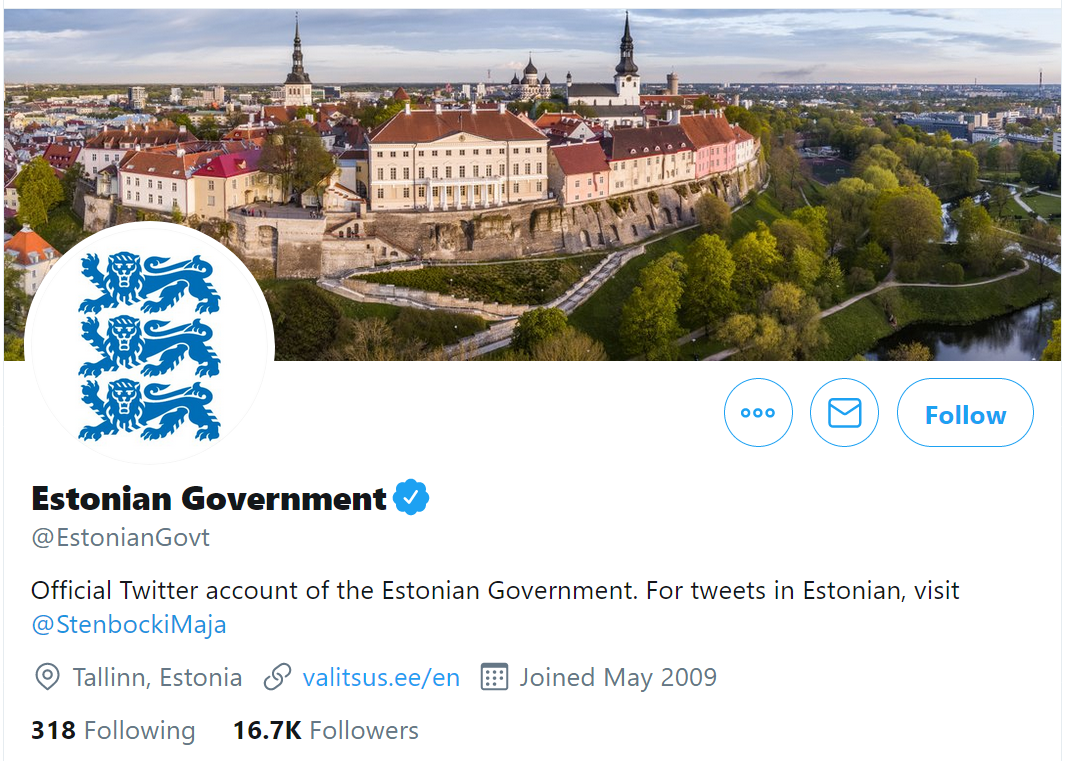 Follow
Estonian Government
@EstonianGovt
Official Twitter account of the Estonian Government. For tweets in Estonian, visit
@StenbockiMaja
Tallinn, Estonia valitsus.ee/en Joined May 2009
318 Following 16.7K Followers